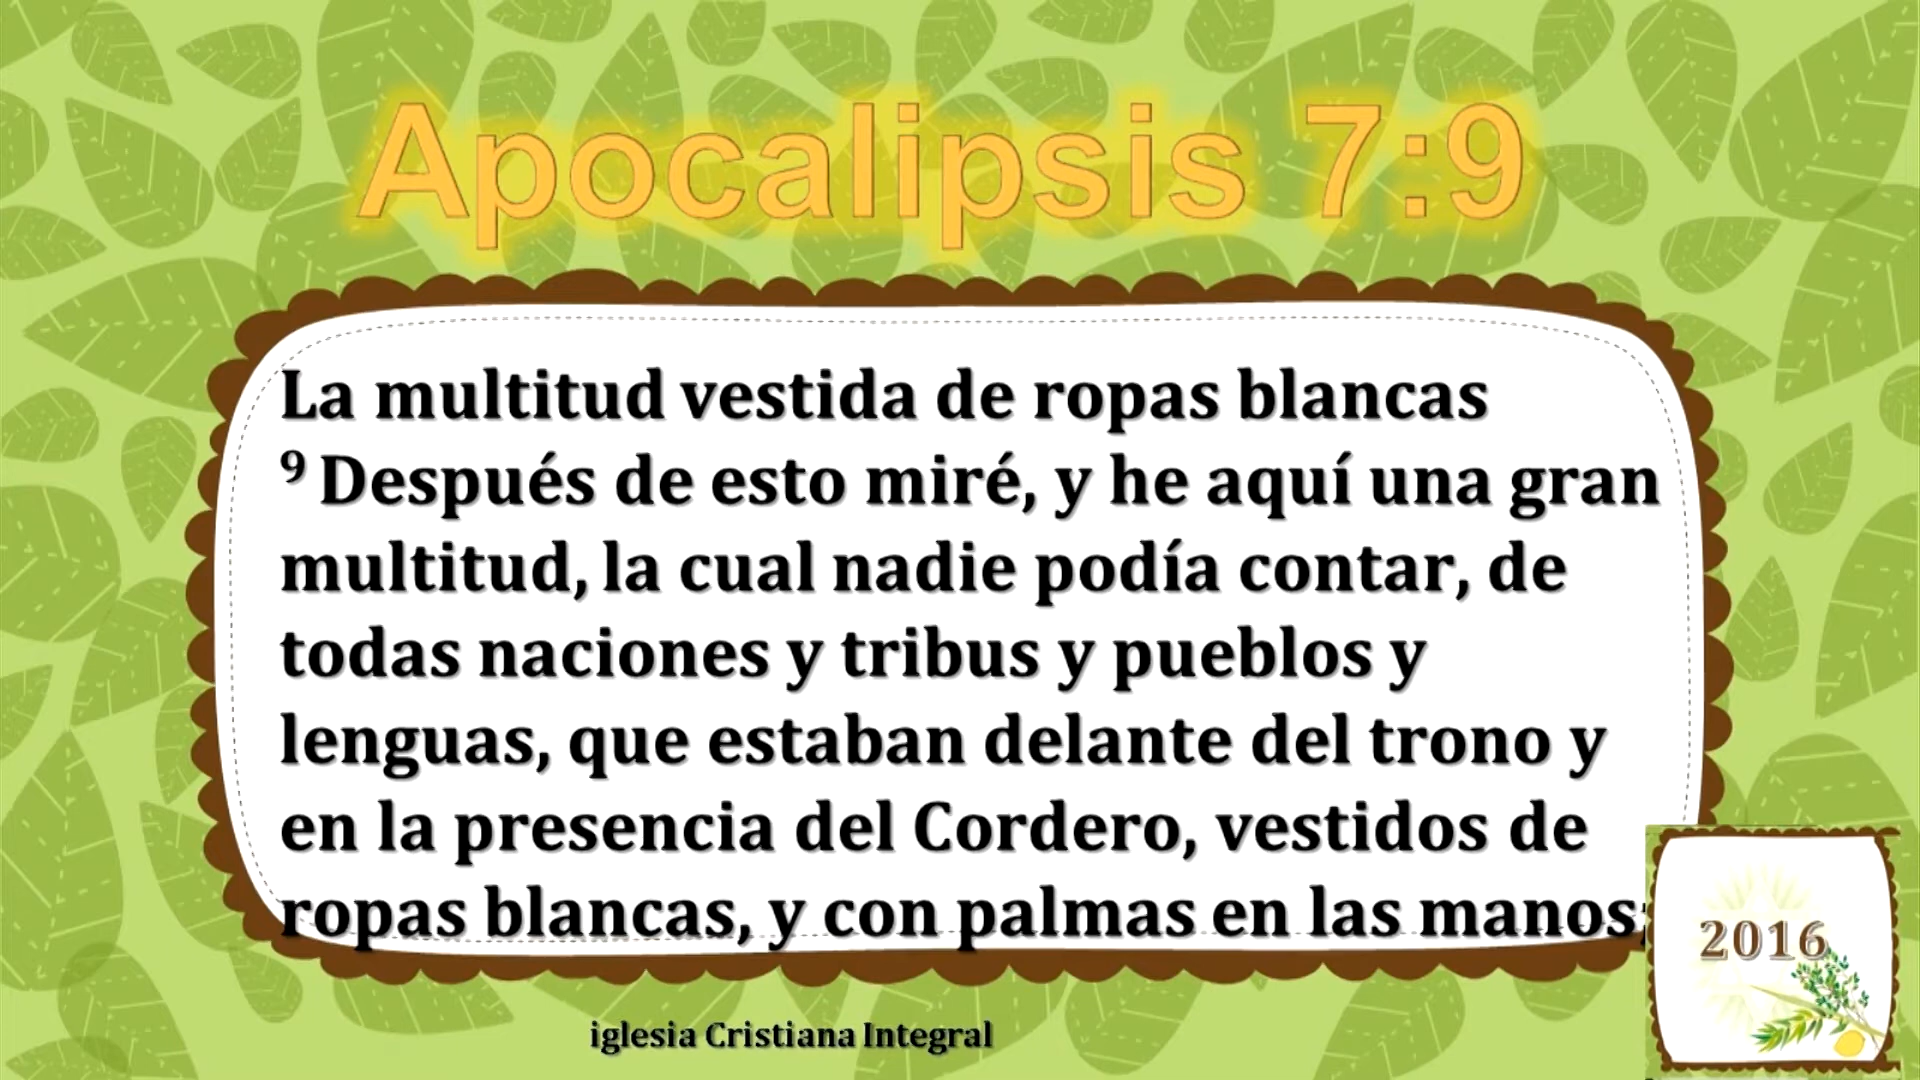 Apocalipsis 7:9
La multitud vestida de ropas blancas
⁹ Después de esto miré, y he aquí una gran
multitud, la cual nadie podía contar, de
todas naciones y tribus y pueblos y
lenguas, que estaban delante del trono y
en la presencia del Cordero, vestidos de
ropas blancas, y con palmas en las manos;
2016
iglesia Cristiana Integral